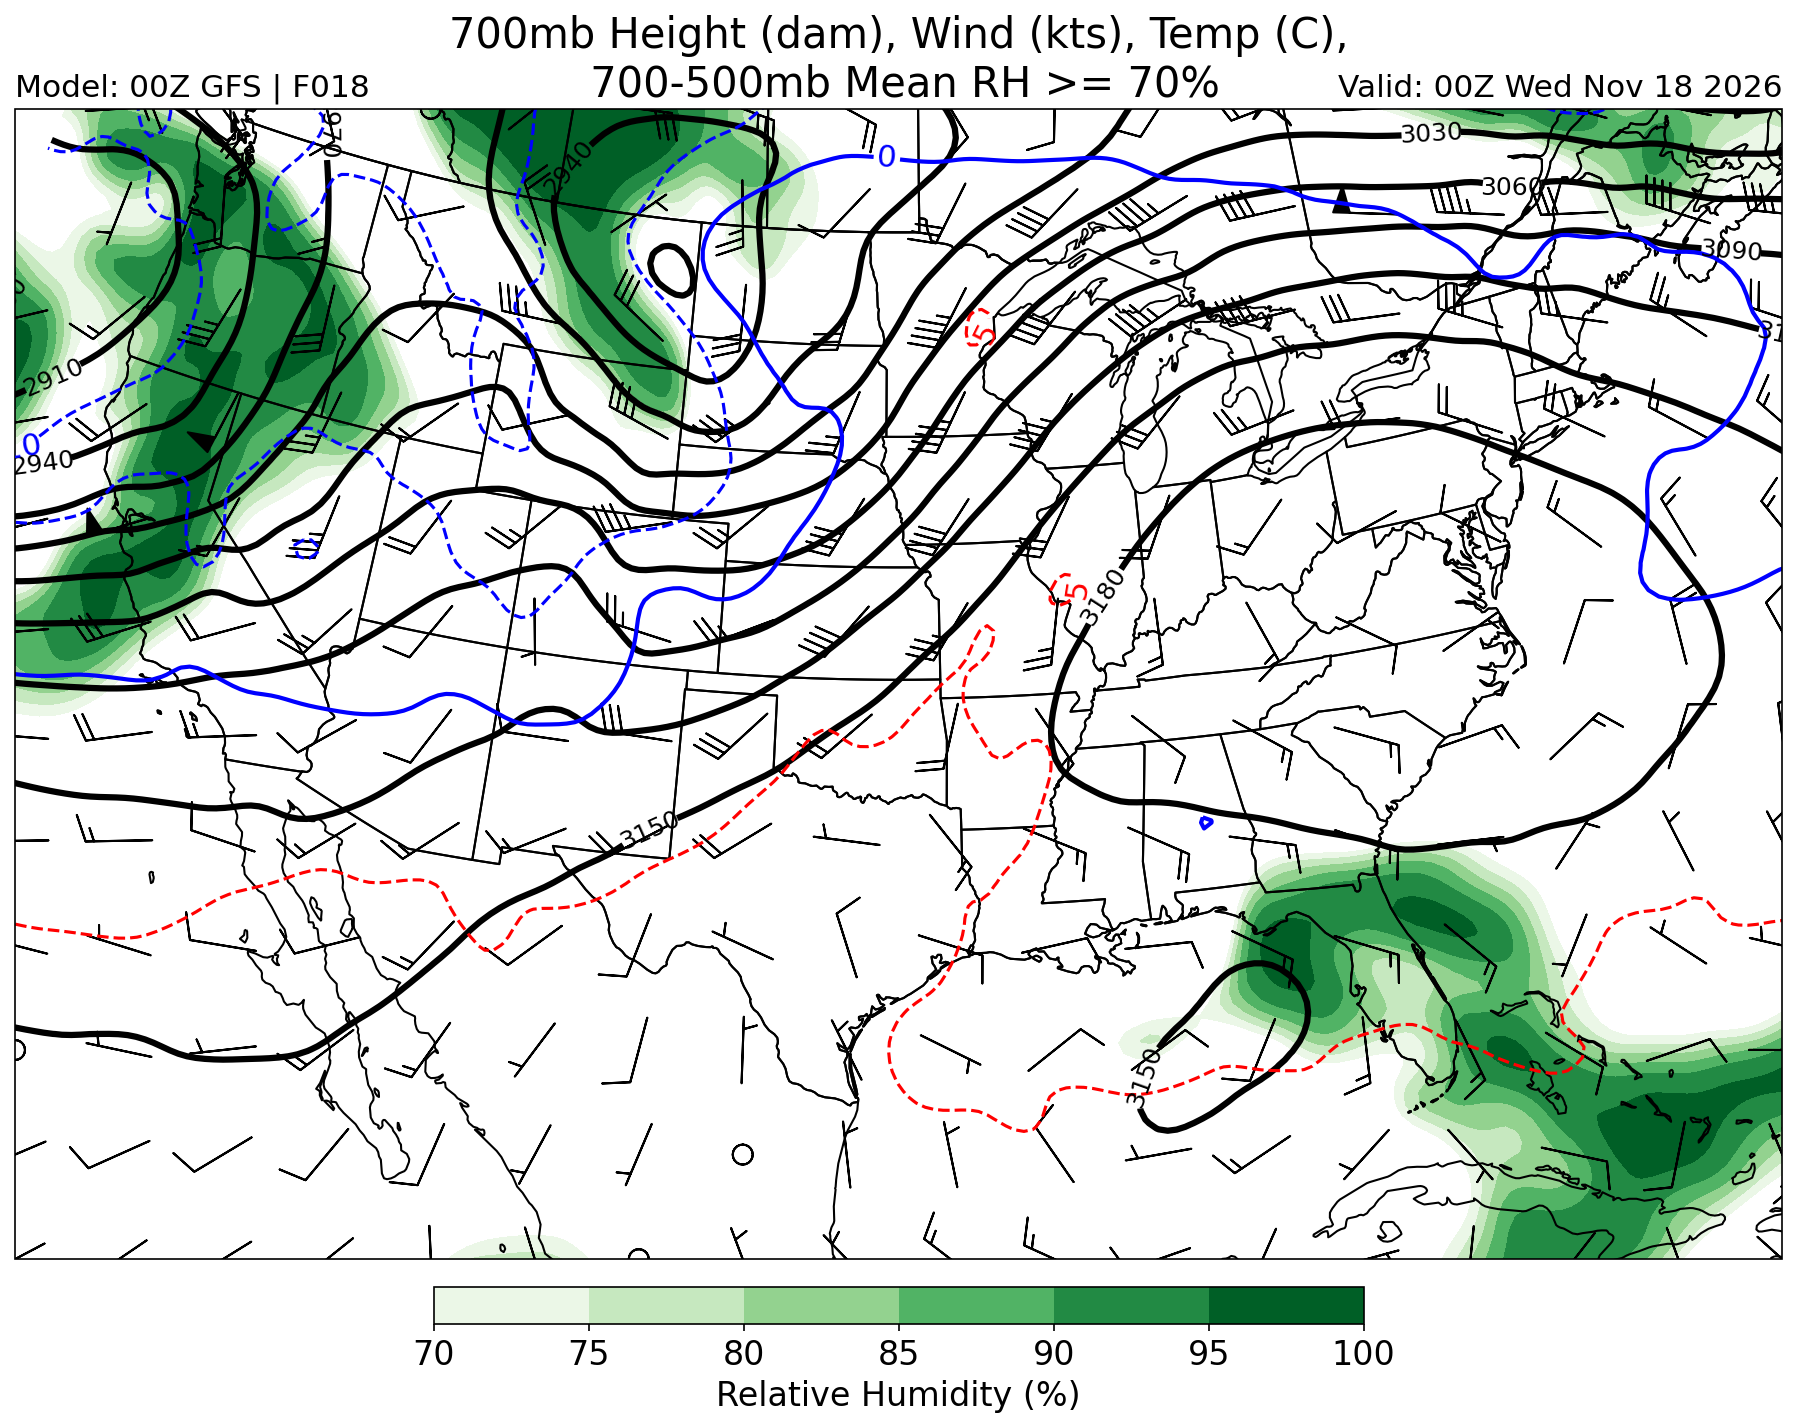 700mb Height (dam), Wind (kts), Temp (C),
700-500mb Mean RH >= 70%
Model: 00Z GFS | F018
Valid: 00Z Wed Nov 18 2026
2970
2940
0
3030
3060
3090
2910
5
0
2940
5
3180
3150
3150
70 75 80 85 90 95 100
Relative Humidity (%)